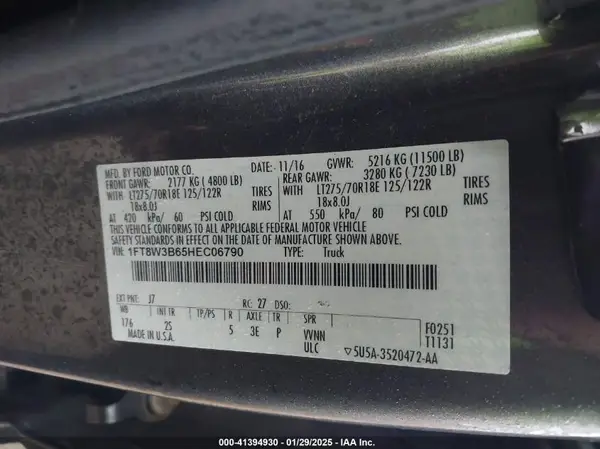 MFD. BY FORD MOTOR CO.
DATE: 11/16 GVWR: 5216 KG (11500 LB)
FRONT GAWR: 2177 KG (4800 LB) REAR GAWR: 3280 KG (7230 LB)
WITH LT275/70R18E 125/122R TIRES WITH LT275/70R18E 125/122R TIRES
18x8.0J RIMS 18x8.0J RIMS
AT 420 kPa/ 60 PSI COLD AT 550 kPa/ 80 PSI COLD
THIS VEHICLE CONFORMS TO ALL APPLICABLE FEDERAL MOTOR VEHICLE
SAFETY STANDARDS IN EFFECT ON THE DATE OF MANUFACTURE SHOWN ABOVE.
VIN: 1FT8W3B65HEC06790 TYPE: Truck
EXT PNT: J7 RC: 27 DSO:
WB INT TR TP/PS R AXLE TR SPR
176 2S 5 3E P VVNN
MADE IN U.S.A. ULC
F0251
T1131
▽5U5A-3520472-AA
000-41394930 - 01/29/2025 - IAA Inc.